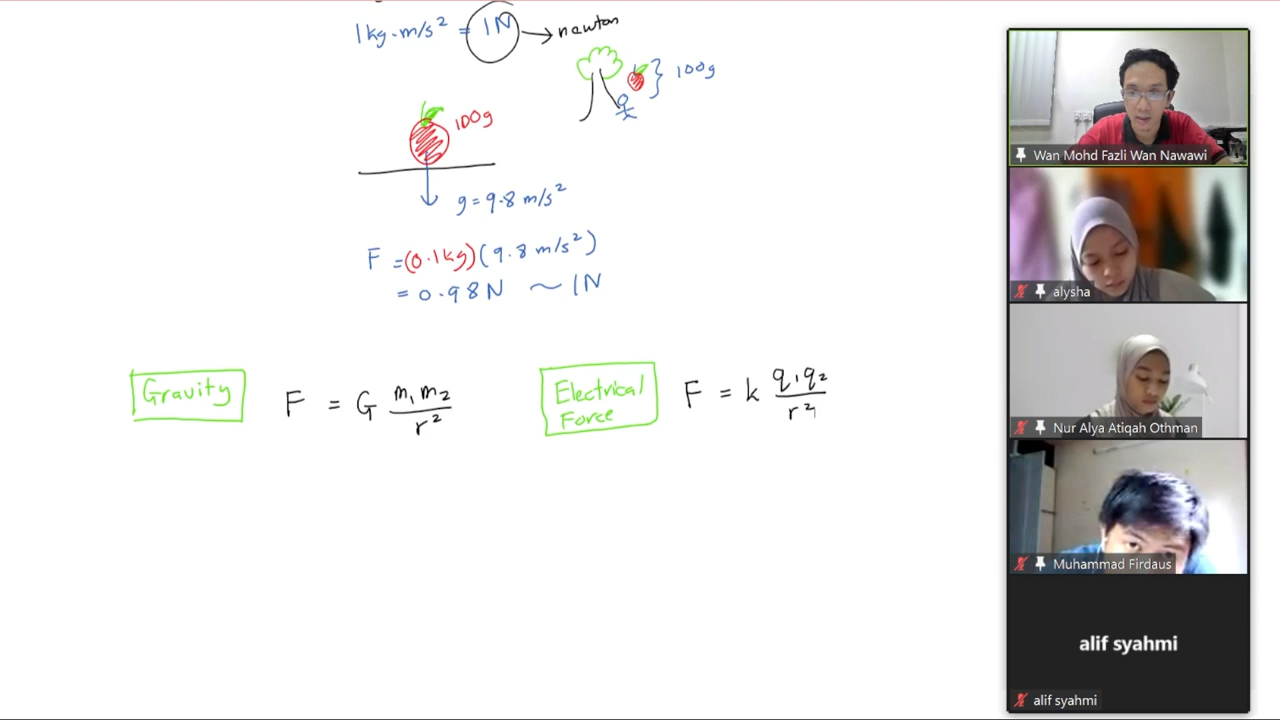 1kg·m/s² = 1N → newton
100g
100g
g = 9.8 m/s²
F = (0.1kg)(9.8 m/s²)
= 0.98N ~ 1N
Gravity
F = G m₁m₂/r²
Electrical
Force
F = k q₁q₂/r²
Wan Mohd Fazli Wan Nawawi
alysha
Nur Alya Atiqah Othman
Muhammad Firdaus
alif syahmi
alif syahmi